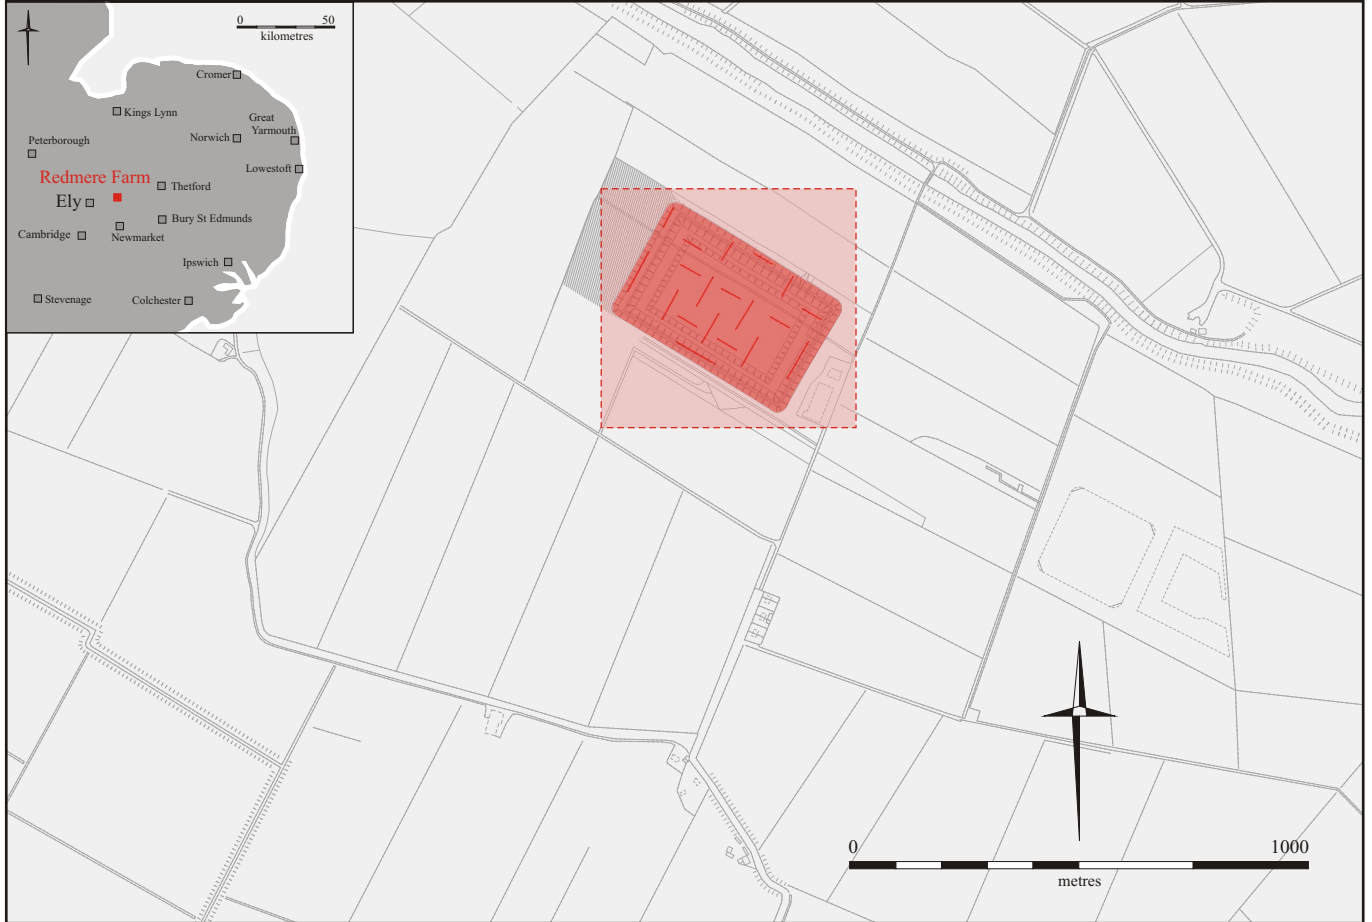 0 50
kilometres
Cromer
Kings Lynn
Great
Yarmouth
Norwich
Peterborough
Lowestoft
Redmere Farm
Thetford
Ely
Bury St Edmunds
Cambridge
Newmarket
Ipswich
Stevenage
Colchester
0 1000
metres